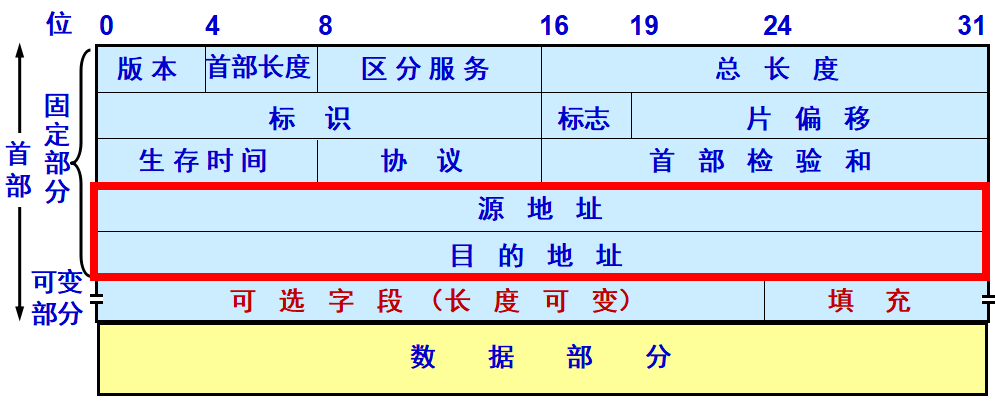 位 0 4 8 16 19 24 31
版本 首部长度 区分服务 总长度
标识 标志 片偏移
生存时间 协议 首部检验和
源地址
目的地址
可选字段（长度可变） 填充
数据部分
首部
固定部分
可变
部分